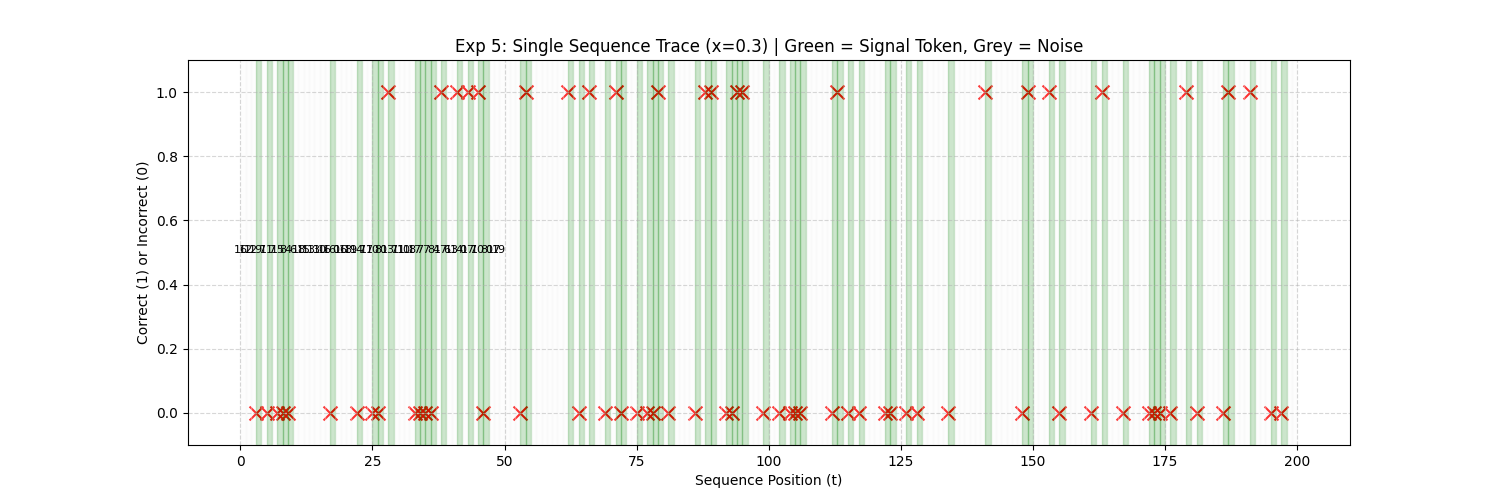 Exp 5: Single Sequence Trace (x=0.3) | Green = Signal Token, Grey = Noise
Correct (1) or Incorrect (0)
1.0
0.8
0.6
0.4
0.2
0.0
0 25 50 75 100 125 150 175 200
Sequence Position (t)